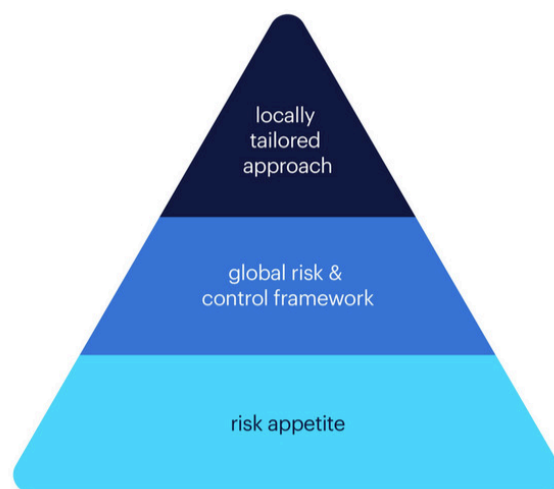 locally
tailored
approach
global risk &
control framework
risk appetite